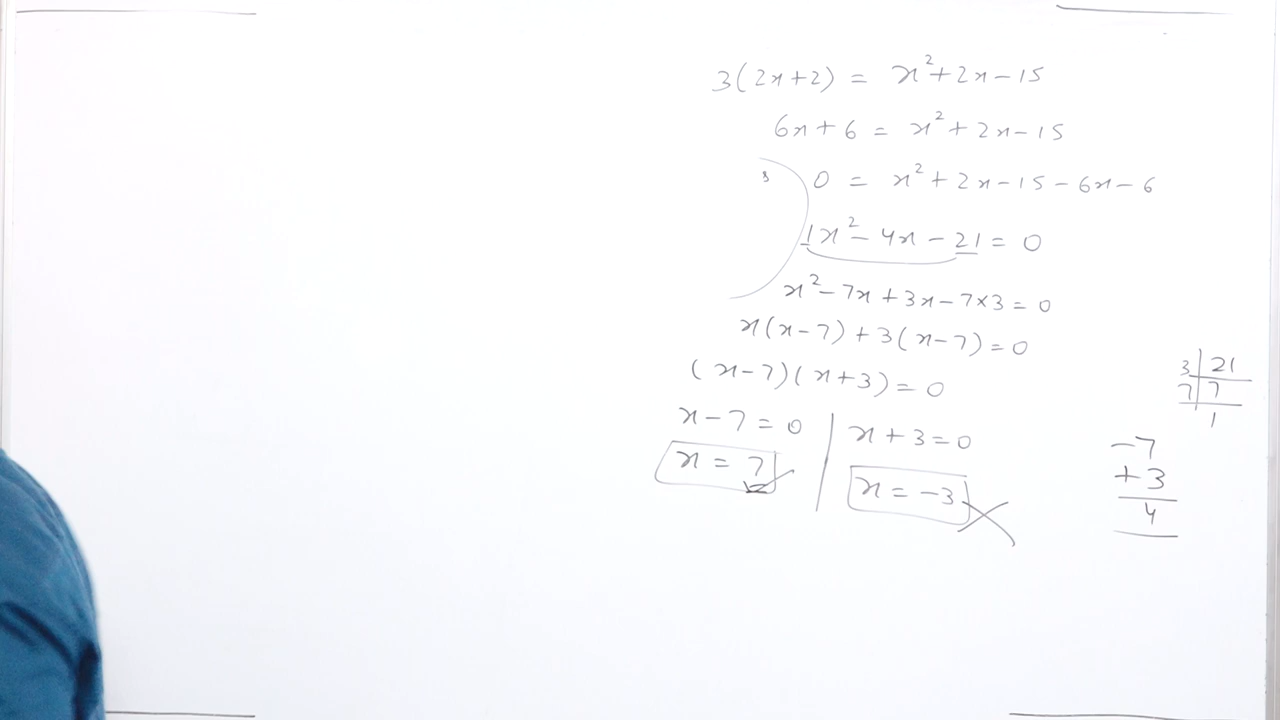 3(2x+2) = x²+2x-15
6x+6 = x²+2x-15
0 = x²+2x-15-6x-6
1x²-4x-21=0
x²-7x+3x-7×3=0
x(x-7)+3(x-7)=0
(x-7)(x+3)=0
x-7=0
x=7
x+3=0
x=-3
3 | 21
7 | 7
1
-7
+3
4